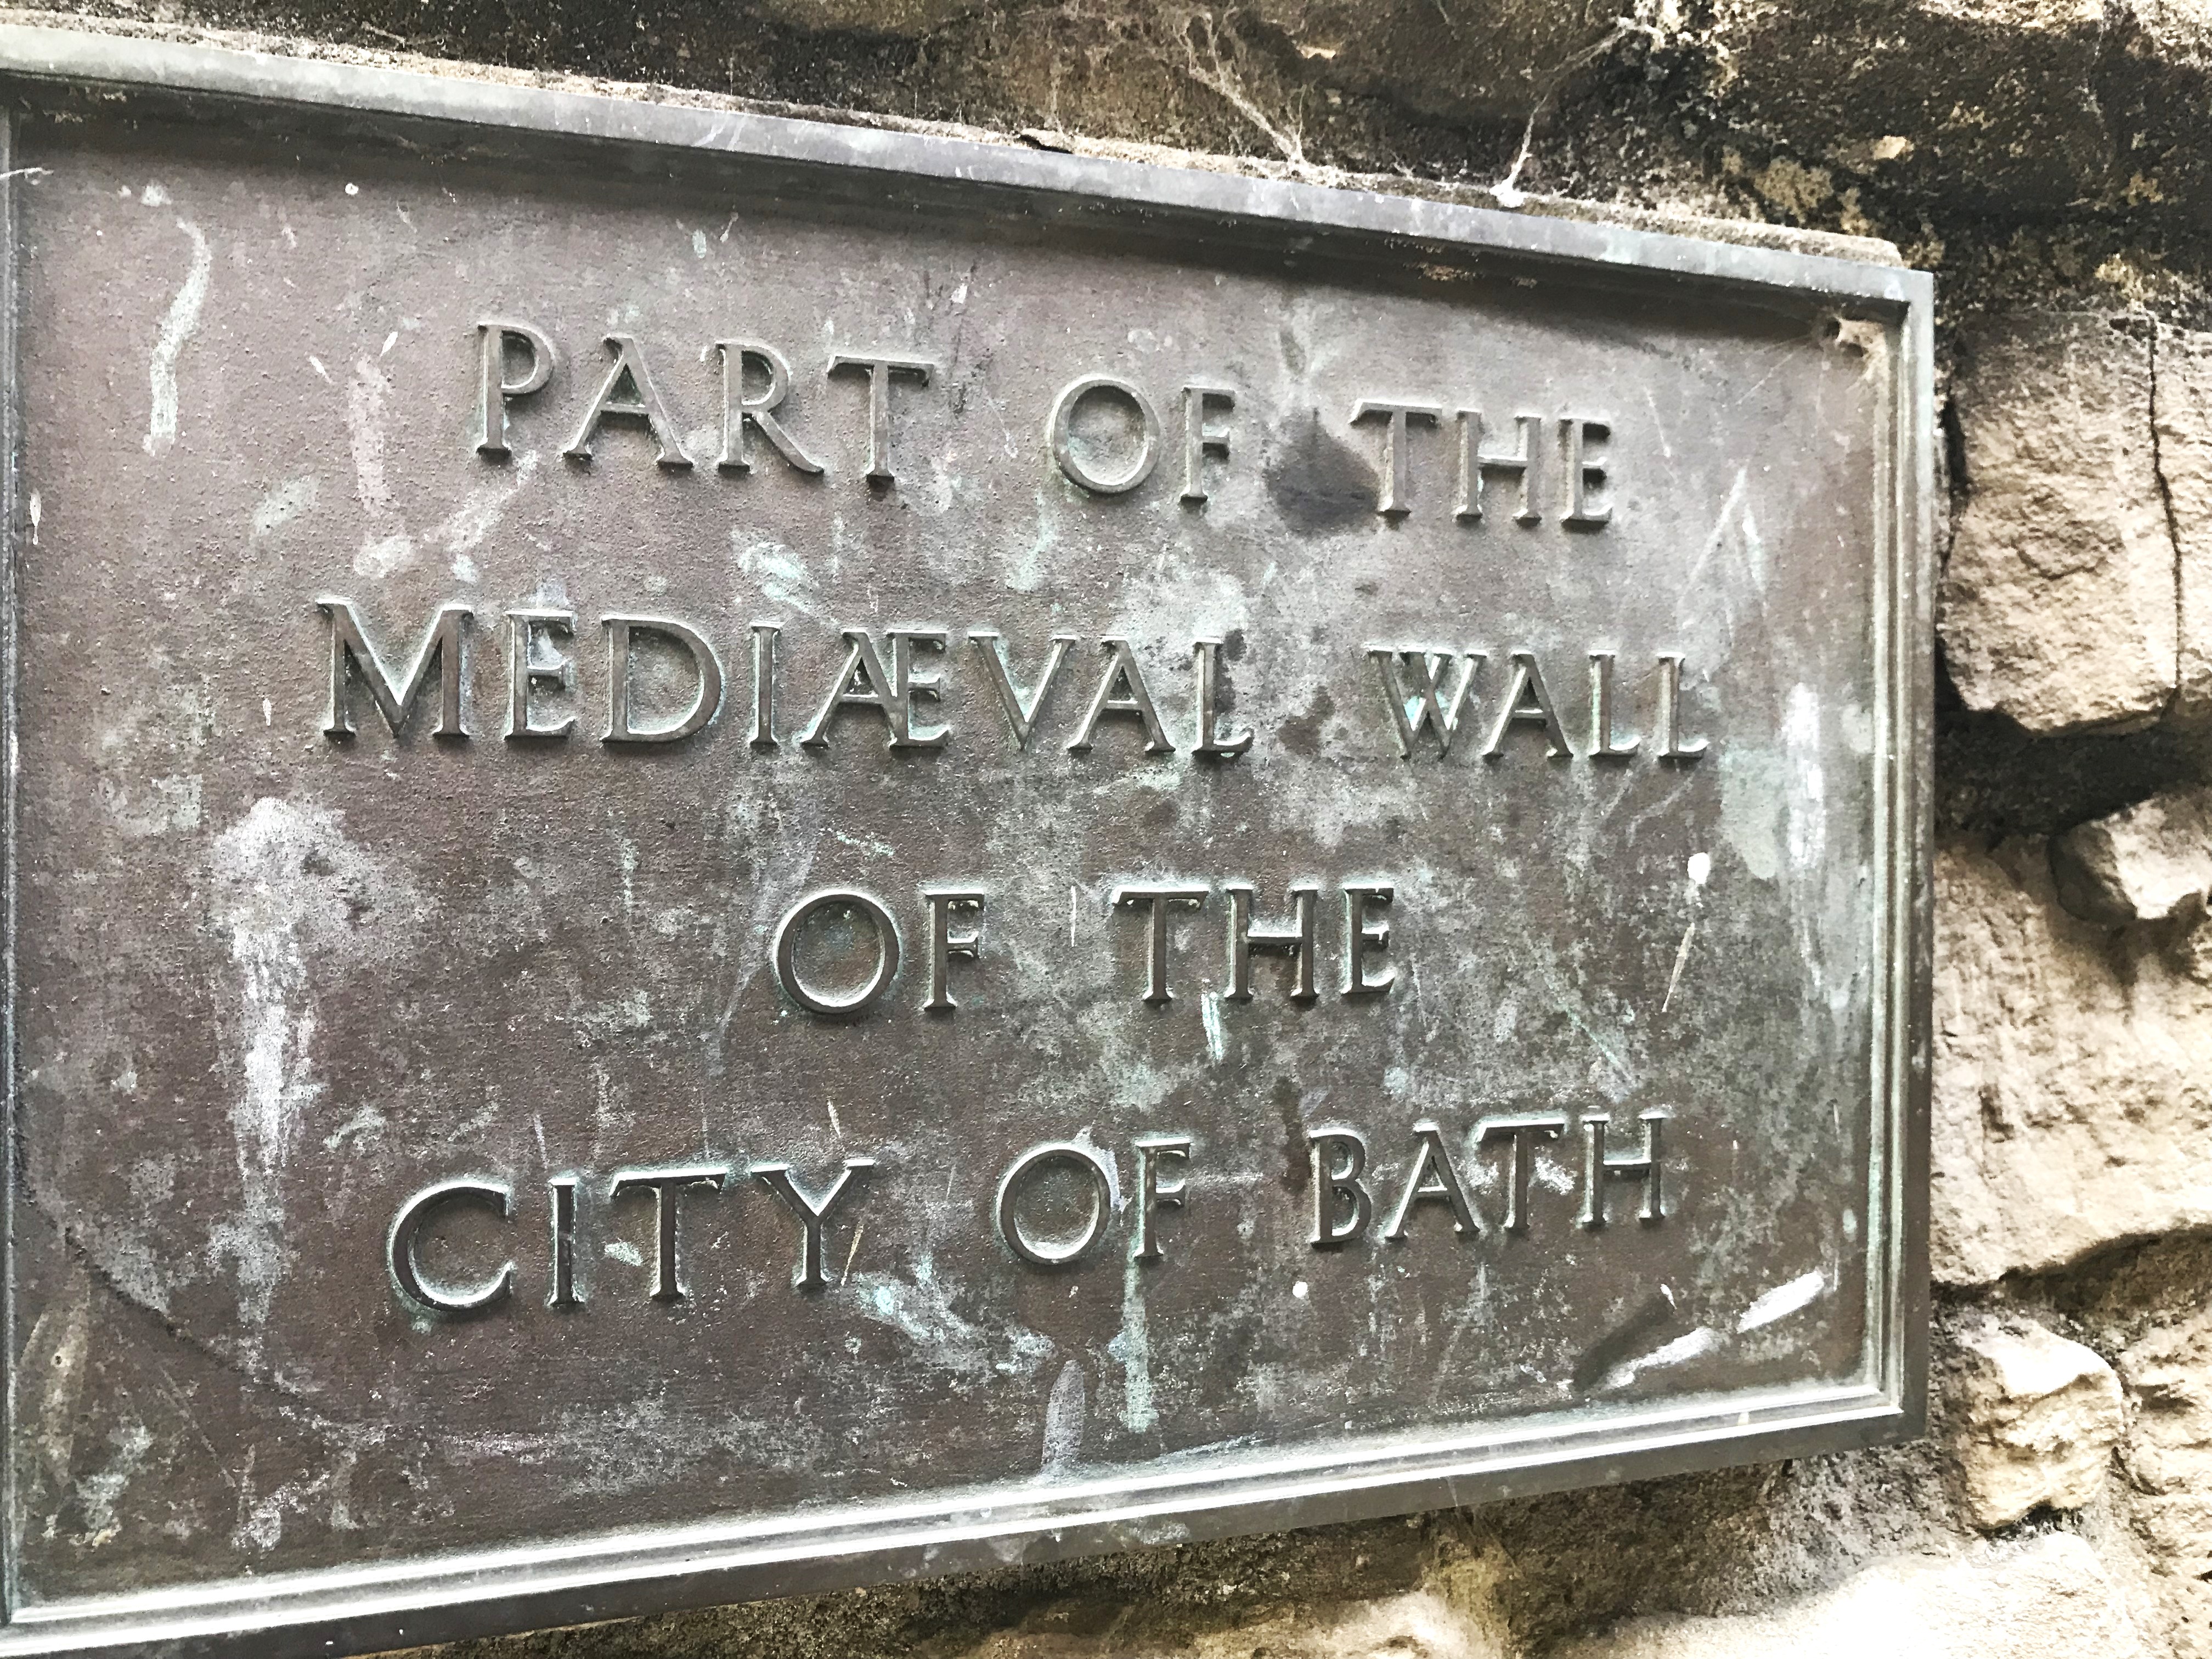 PART OF THE
MEDIÆVAL WALL
OF THE
CITY OF BATH